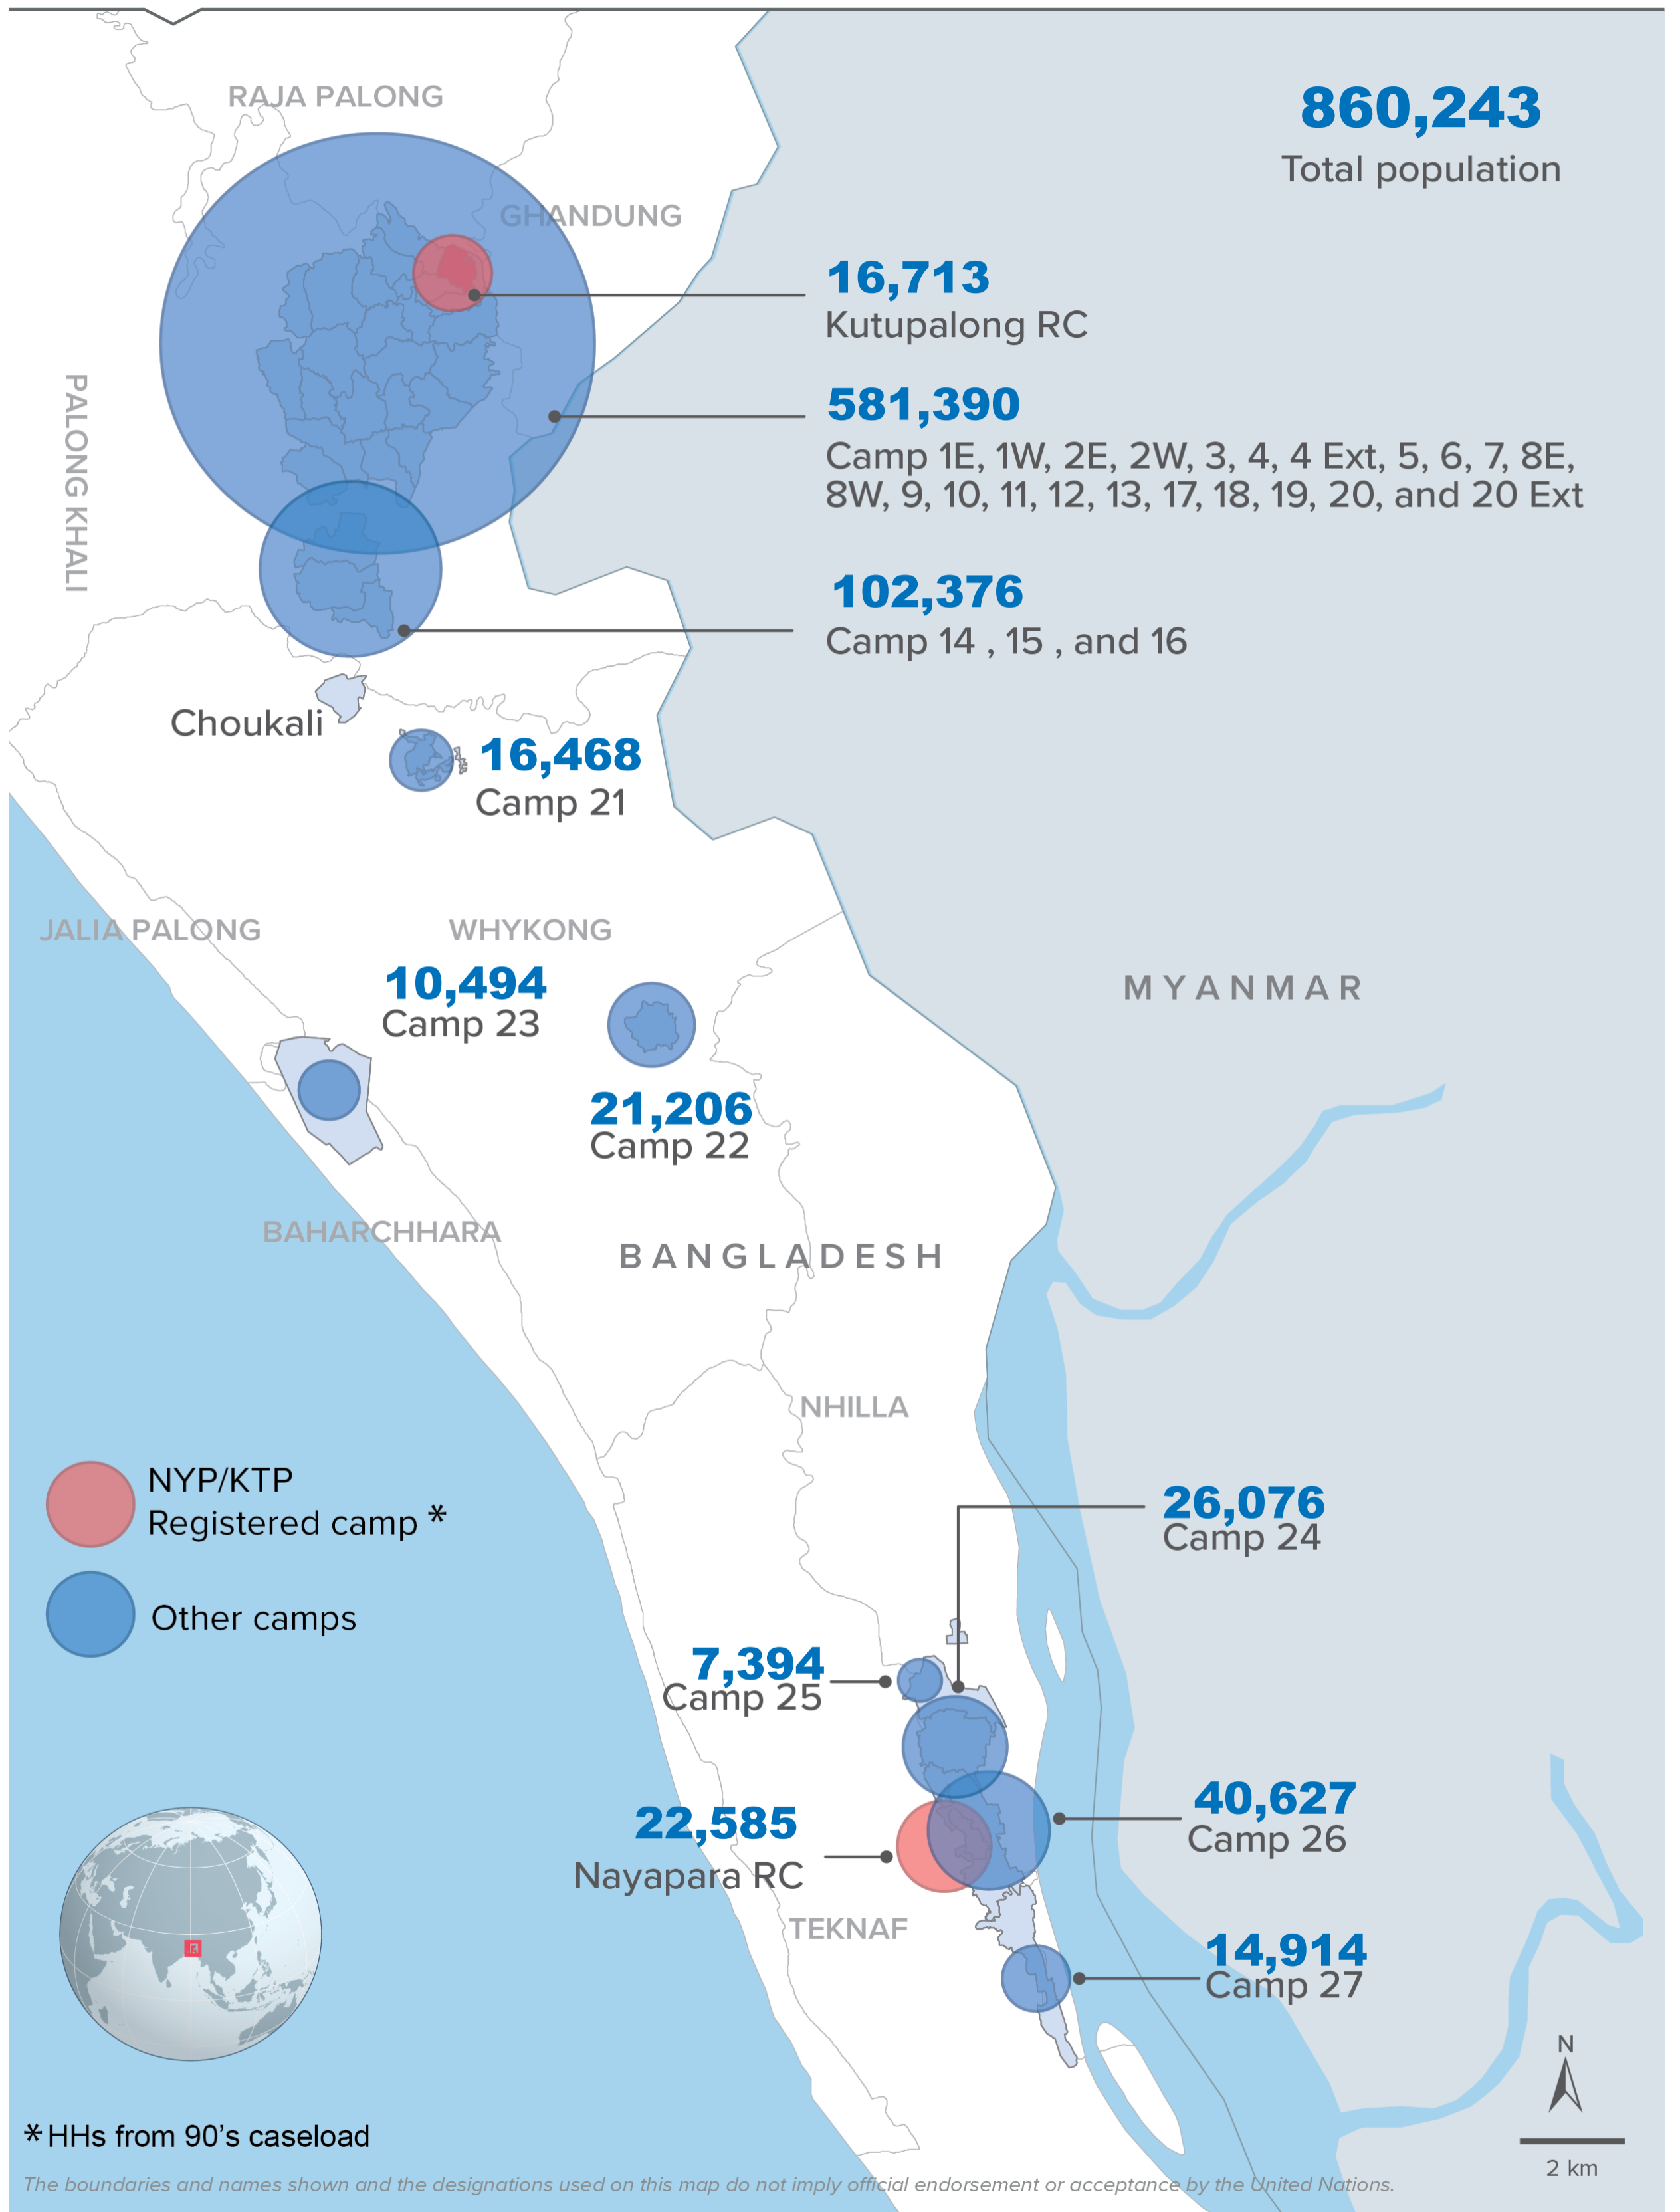 RAJA PALONG
860,243
Total population
GHANDUNG
16,713
Kutupalong RC
PALONG KHALI
581,390
Camp 1E, 1W, 2E, 2W, 3, 4, 4 Ext, 5, 6, 7, 8E,
8W, 9, 10, 11, 12, 13, 17, 18, 19, 20, and 20 Ext
102,376
Camp 14 , 15 , and 16
Choukali
16,468
Camp 21
JALIA PALONG
WHYKONG
10,494
Camp 23
MYANMAR
21,206
Camp 22
BAHARCHHARA
BANGLADESH
NHILLA
NYP/KTP
Registered camp *
26,076
Camp 24
Other camps
7,394
Camp 25
40,627
Camp 26
22,585
Nayapara RC
TEKNAF
14,914
Camp 27
N
2 km
* HHs from 90's caseload
The boundaries and names shown and the designations used on this map do not imply official endorsement or acceptance by the United Nations.